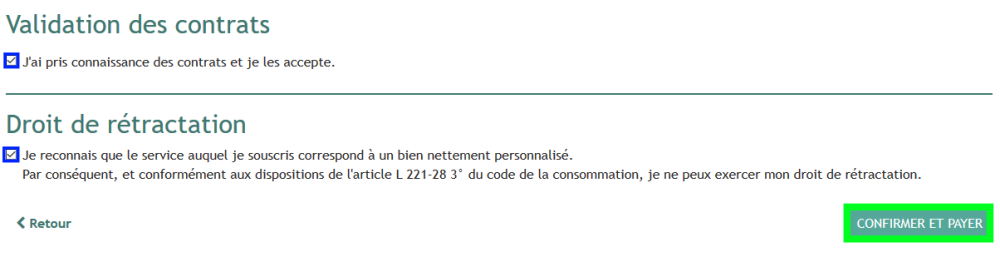 Validation des contrats
J'ai pris connaissance des contrats et je les accepte.
Droit de rétractation
Je reconnais que le service auquel je souscris correspond à un bien nettement personnalisé.
Par conséquent, et conformément aux dispositions de l'article L 221-28 3° du code de la consommation, je ne peux exercer mon droit de rétractation.
Retour
CONFIRMER ET PAYER